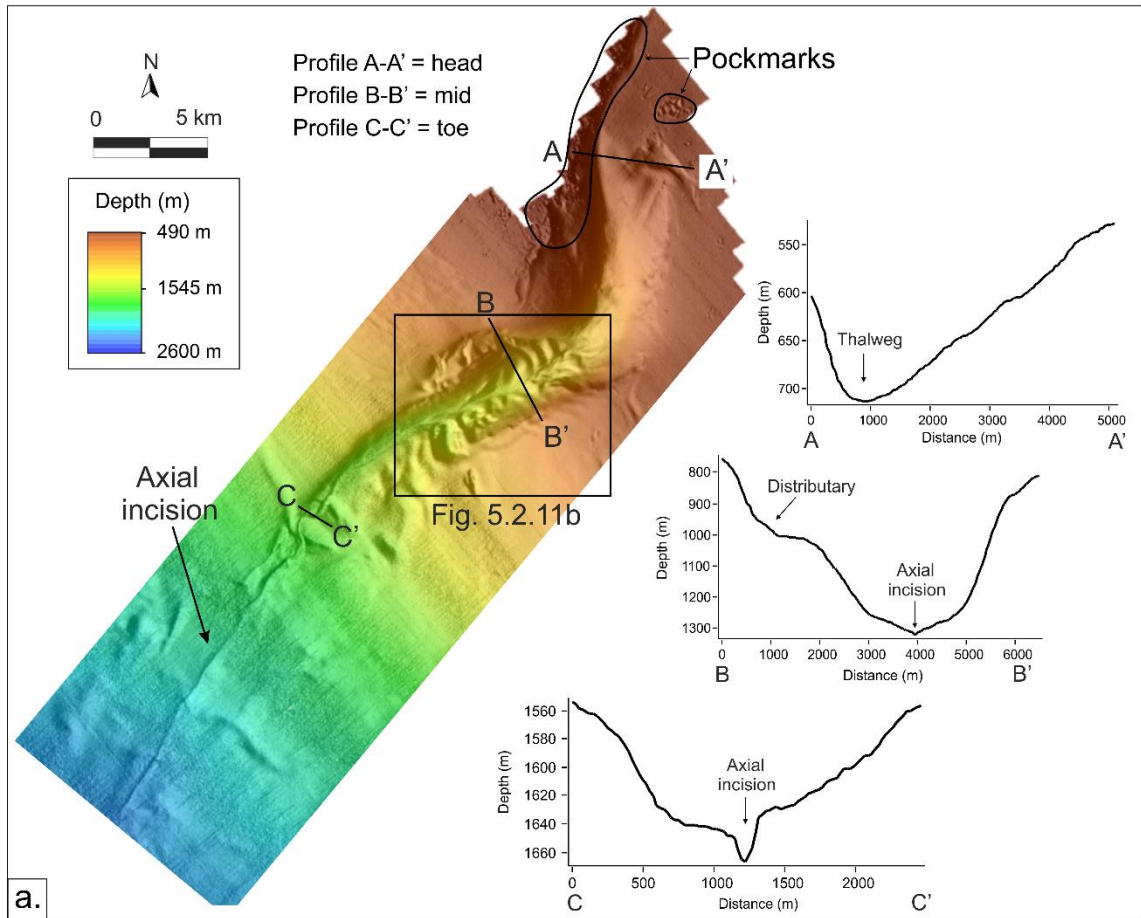 N
0 5 km
Depth (m)
490 m
1545 m
2600 m
Profile A-A’ = head
Profile B-B’ = mid
Profile C-C’ = toe
Pockmarks
A
A’
B
B’
Fig. 5.2.11b
C
C’
Axial
incision
Depth (m)
550
600
650
700
Thalweg
0 1000 2000 3000 4000 5000
A Distance (m) A’
Depth (m)
800
900
1000
1100
1200
1300
Distributary
Axial
incision
0 1000 2000 3000 4000 5000 6000
B Distance (m) B’
Depth (m)
1560
1580
1600
1620
1640
1660
Axial
incision
0 500 1000 1500 2000
C Distance (m) C’
a.